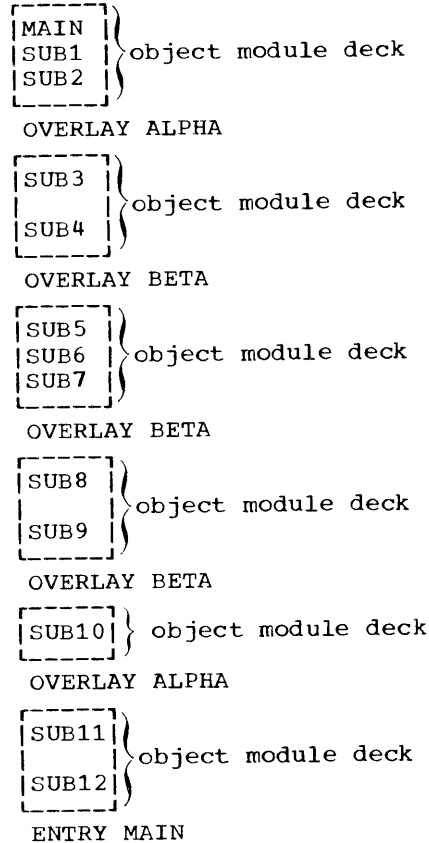 MAIN
SUB1 object module deck
SUB2
OVERLAY ALPHA
SUB3
object module deck
SUB4
OVERLAY BETA
SUB5
SUB6 object module deck
SUB7
OVERLAY BETA
SUB8
object module deck
SUB9
OVERLAY BETA
SUB10 object module deck
OVERLAY ALPHA
SUB11
object module deck
SUB12
ENTRY MAIN